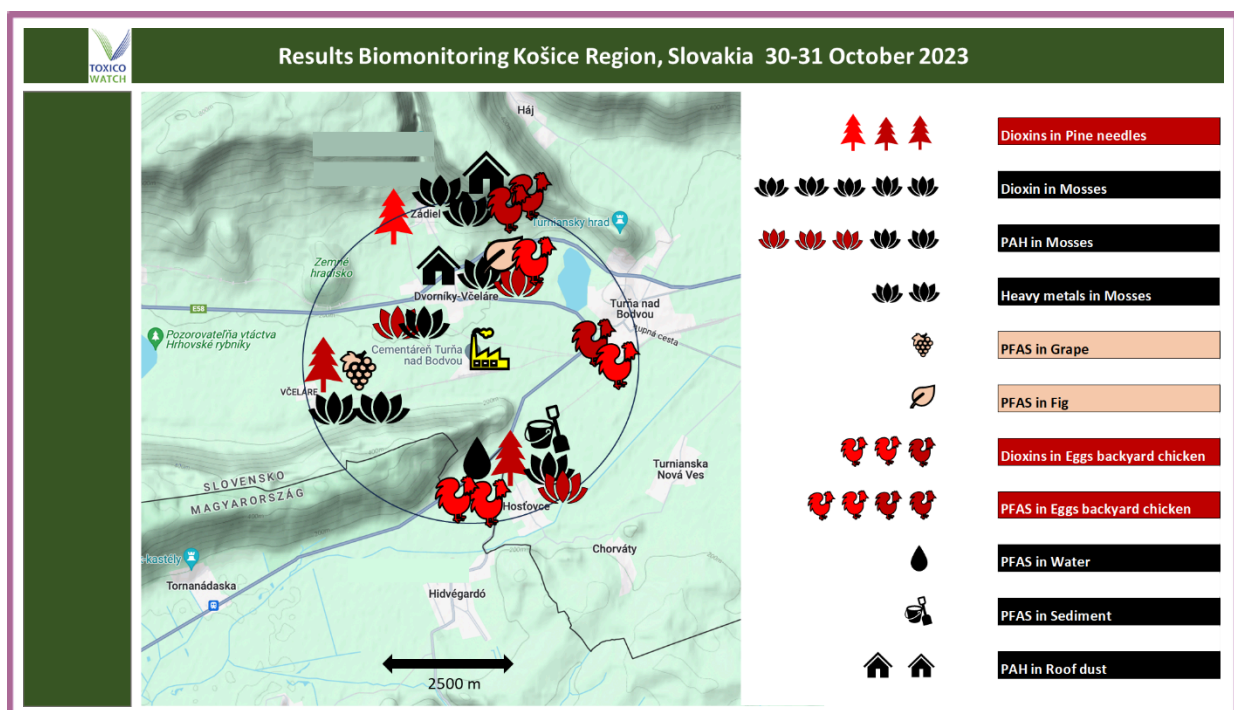 TOXICO
WATCH
Results Biomonitoring Košice Region, Slovakia 30-31 October 2023
Háj
Zádiel
Turniansky hrad
Zemné
hradisko
Dvorníky-Včeláre
E58
Turňa nad
Bodvou
Pozorovateľňa vtáctva
Hrhovské rybníky
Cementáreň Turňa
nad Bodvou
VČELÁRE
SLOVENSKO
MAGYARORSZÁG
Turnianska
Nová Ves
Hosťovce
Chorváty
Tornanádaska
Hidvégardó
2500 m
Dioxins in Pine needles
Dioxin in Mosses
PAH in Mosses
Heavy metals in Mosses
PFAS in Grape
PFAS in Fig
Dioxins in Eggs backyard chicken
PFAS in Eggs backyard chicken
PFAS in Water
PFAS in Sediment
PAH in Roof dust